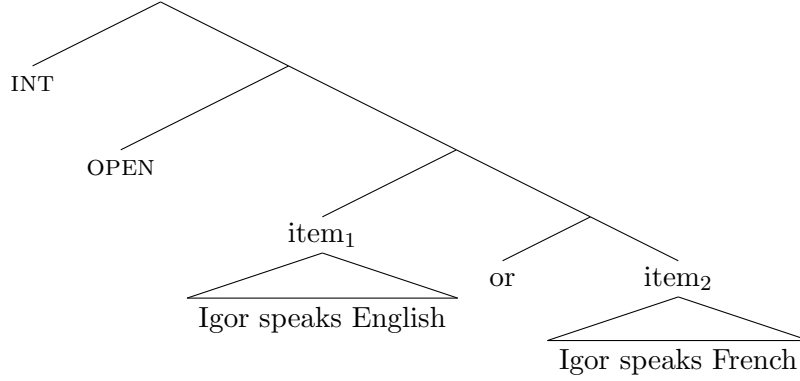 INT
OPEN
item₁
or
item₂
Igor speaks English
Igor speaks French